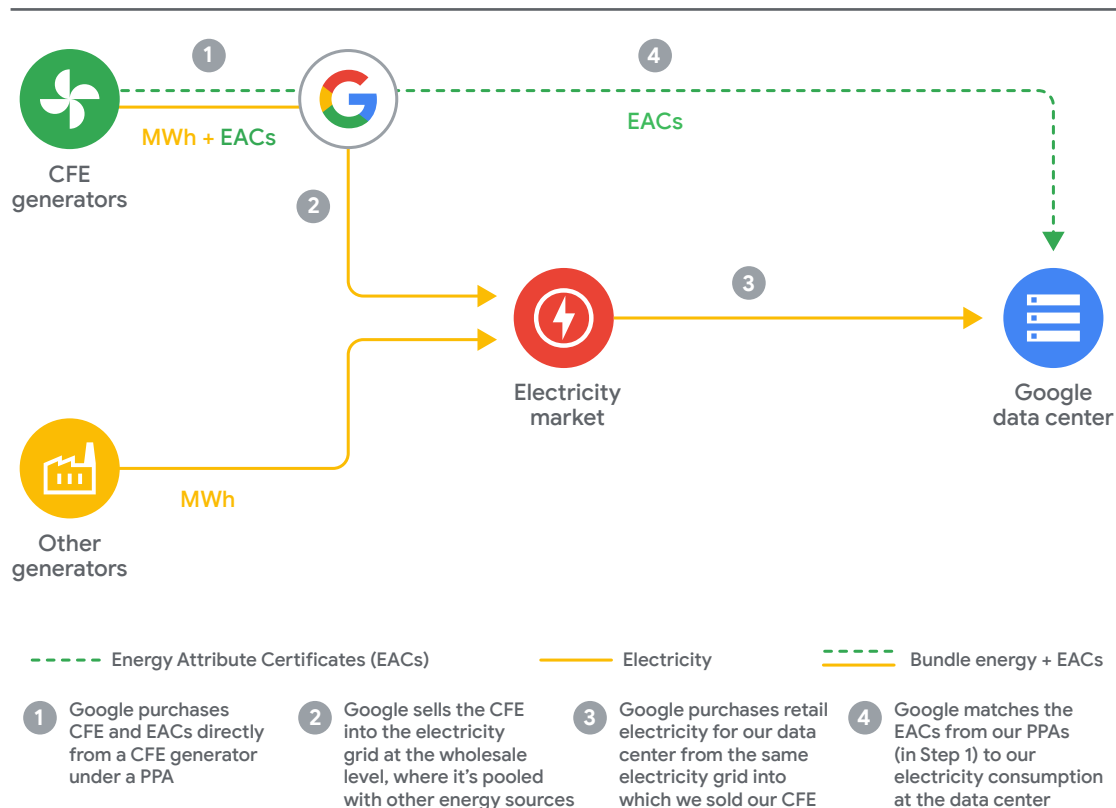 1
4
MWh + EACs
EACs
CFE
generators
2
3
Electricity
market
Google
data center
MWh
Other
generators
Energy Attribute Certificates (EACs)
Electricity
Bundle energy + EACs
1
Google purchases
CFE and EACs directly
from a CFE generator
under a PPA
2
Google sells the CFE
into the electricity
grid at the wholesale
level, where it's pooled
with other energy sources
3
Google purchases retail
electricity for our data
center from the same
electricity grid into
which we sold our CFE
4
Google matches the
EACs from our PPAs
(in Step 1) to our
electricity consumption
at the data center